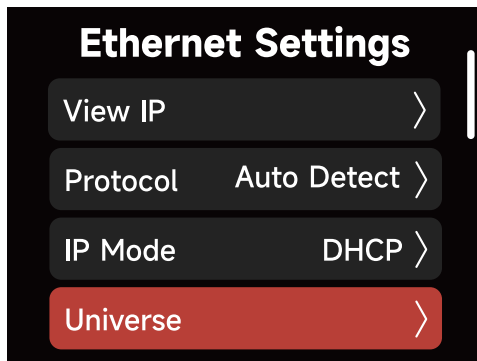 Ethernet Settings
View IP
Protocol Auto Detect
IP Mode DHCP
Universe